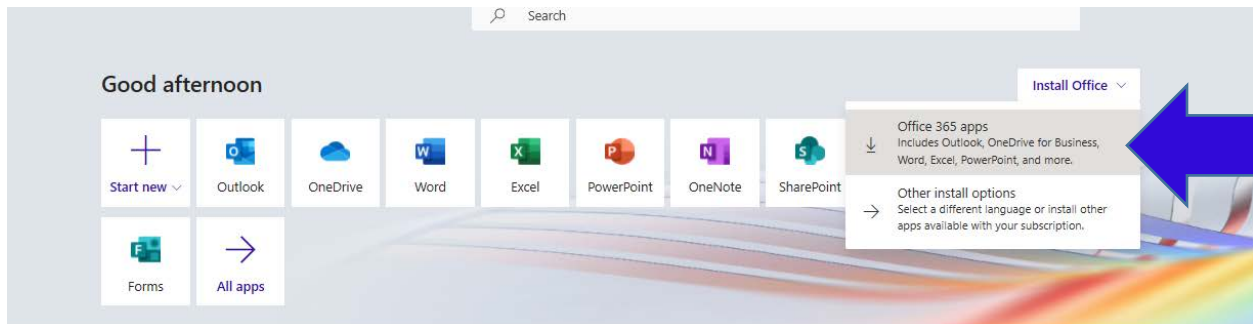 Search
Good afternoon
Install Office
Office 365 apps
Includes Outlook, OneDrive for Business,
Word, Excel, PowerPoint, and more.
Other install options
Select a different language or install other
apps available with your subscription.
Start new
Outlook
OneDrive
Word
Excel
PowerPoint
OneNote
SharePoint
Forms
All apps